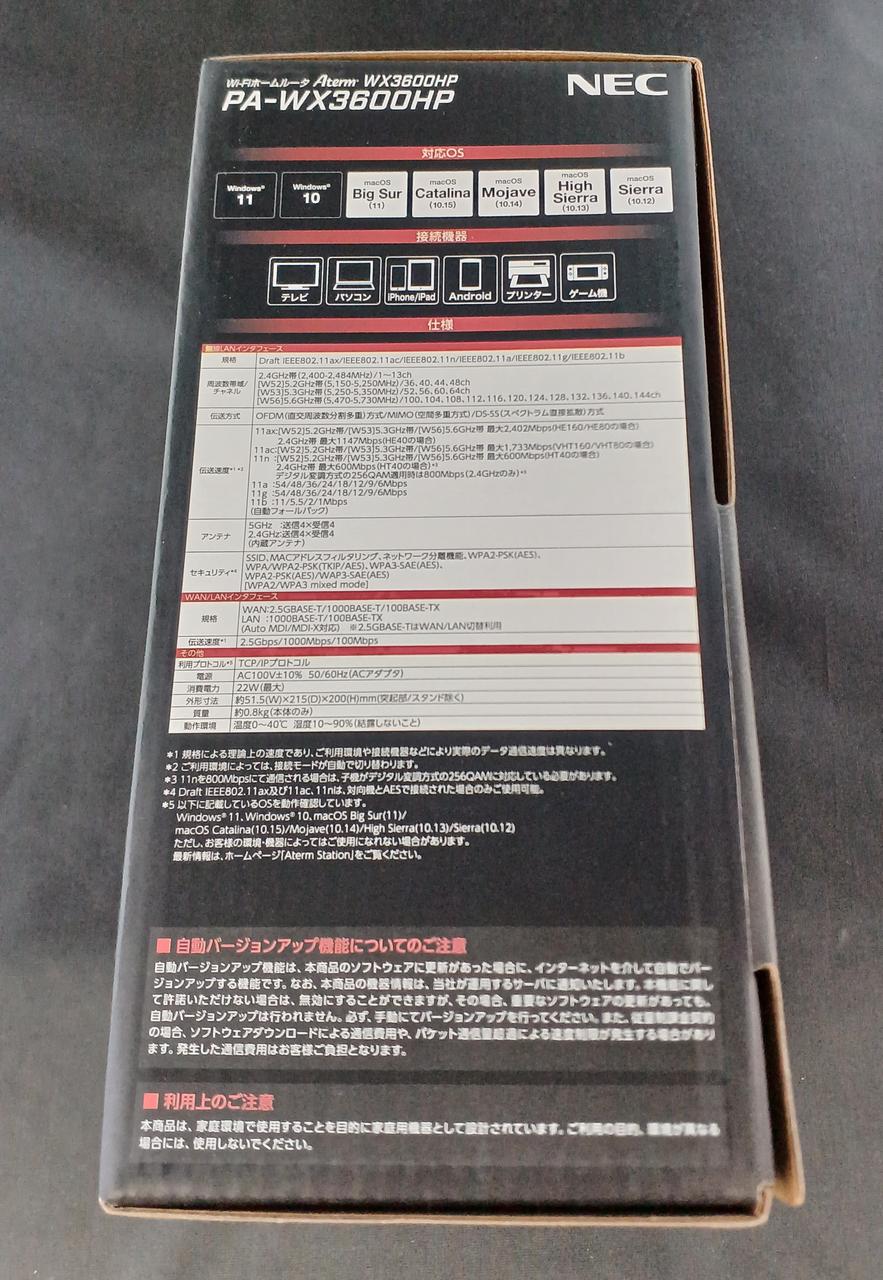 Wi-Fiホームルータ Aterm WX3600HP
PA-WX3600HP
NEC
対応OS
Windows® 11
Windows® 10
macOS Big Sur (11)
macOS Catalina (10.15)
macOS Mojave (10.14)
macOS High Sierra (10.13)
macOS Sierra (10.12)
接続機器
テレビ
パソコン
iPhone/iPad
Android
プリンター
ゲーム機
仕様
無線LANインタフェース
規格 Draft IEEE802.11ax/IEEE802.11ac/IEEE802.11n/IEEE802.11a/IEEE802.11g/IEEE802.11b
周波数帯域/チャネル
2.4GHz帯(2,400-2,484MHz)/1~13ch
[W52]5.2GHz帯(5,150-5,250MHz)/36、40、44、48ch
[W53]5.3GHz帯(5,250-5,350MHz)/52、56、60、64ch
[W56]5.6GHz帯(5,470-5,730MHz)/100、104、108、112、116、120、124、128、132、136、140、144ch
伝送方式 OFDM(直交周波数分割多重)方式/MIMO(空間多重方式)/DS-SS(スペクトラム直接拡散)方式
伝送速度*1 *2
11ax:[W52]5.2GHz帯/[W53]5.3GHz帯/[W56]5.6GHz帯 最大2,402Mbps(HE160/HE80の場合)
2.4GHz帯 最大1147Mbps(HE40の場合)
11ac:[W52]5.2GHz帯/[W53]5.3GHz帯/[W56]5.6GHz帯 最大1,733Mbps(VHT160/VHT80の場合)
11n :[W52]5.2GHz帯/[W53]5.3GHz帯/[W56]5.6GHz帯 最大600Mbps(HT40の場合)
2.4GHz帯 最大600Mbps(HT40の場合)*3
デジタル変調方式の256QAM適用時は800Mbps(2.4GHzのみ)*3
11a :54/48/36/24/18/12/9/6Mbps
11g :54/48/36/24/18/12/9/6Mbps
11b :11/5.5/2/1Mbps
(自動フォールバック)
アンテナ
5GHz :送信4×受信4
2.4GHz:送信4×受信4
(内蔵アンテナ)
セキュリティ*4
SSID、MACアドレスフィルタリング、ネットワーク分離機能、WPA2-PSK(AES)、
WPA/WPA2-PSK(TKIP/AES)、WPA3-SAE(AES)、
WPA2-PSK(AES)/WAP3-SAE(AES)
[WPA2/WPA3 mixed mode]
WAN/LANインタフェース
規格
WAN:2.5GBASE-T/1000BASE-T/100BASE-TX
LAN :1000BASE-T/100BASE-TX
(Auto MDI/MDI-X対応) ※2.5GBASE-TはWAN/LAN切替利用
伝送速度*1 2.5Gbps/1000Mbps/100Mbps
その他
利用プロトコル*5 TCP/IPプロトコル
電源 AC100V±10% 50/60Hz(ACアダプタ)
消費電力 22W(最大)
外形寸法 約51.5(W)×215(D)×200(H)mm(突起部/スタンド除く)
質量 約0.8kg(本体のみ)
動作環境 温度0~40℃ 湿度10~90%(結露しないこと)
*1 規格による理論上の速度であり、ご利用環境や接続機器などにより実際のデータ通信速度は異なります。
*2 ご利用環境によっては、接続モードが自動で切り替わります。
*3 11nを800Mbpsにて通信される場合は、子機がデジタル変調方式の256QAMに対応している必要があります。
*4 Draft IEEE802.11ax及び11ac、11nは、対向機とAESで接続された場合のみご使用可能。
*5 以下に記載しているOSを動作確認しています。
Windows® 11、Windows® 10、macOS Big Sur(11)/
macOS Catalina(10.15)/Mojave(10.14)/High Sierra(10.13)/Sierra(10.12)
ただし、お客様の環境・機器によってはご使用になれない場合があります。
最新情報は、ホームページ「Aterm Station」をご覧ください。
■ 自動バージョンアップ機能についてのご注意
自動バージョンアップ機能は、本商品のソフトウェアに更新があった場合に、インターネットを介して自動でバー
ジョンアップする機能です。なお、本商品の機器情報は、当社が運用するサーバに通知いたします。本機能に関し
て許諾いただけない場合は、無効にすることができますが、その場合、重要なソフトウェアの更新があっても、
自動バージョンアップは行われません。必ず、手動にてバージョンアップを行ってください。また、従量制課金契約
の場合、ソフトウェアダウンロードによる通信費用や、パケット通信量超過による速度制限が発生する場合があり
ます。発生した通信費用はお客様ご負担となります。
■ 利用上のご注意
本商品は、家庭環境で使用することを目的に家庭用機器として設計されています。ご利用の目的、環境が異なる
場合には、使用しないでください。